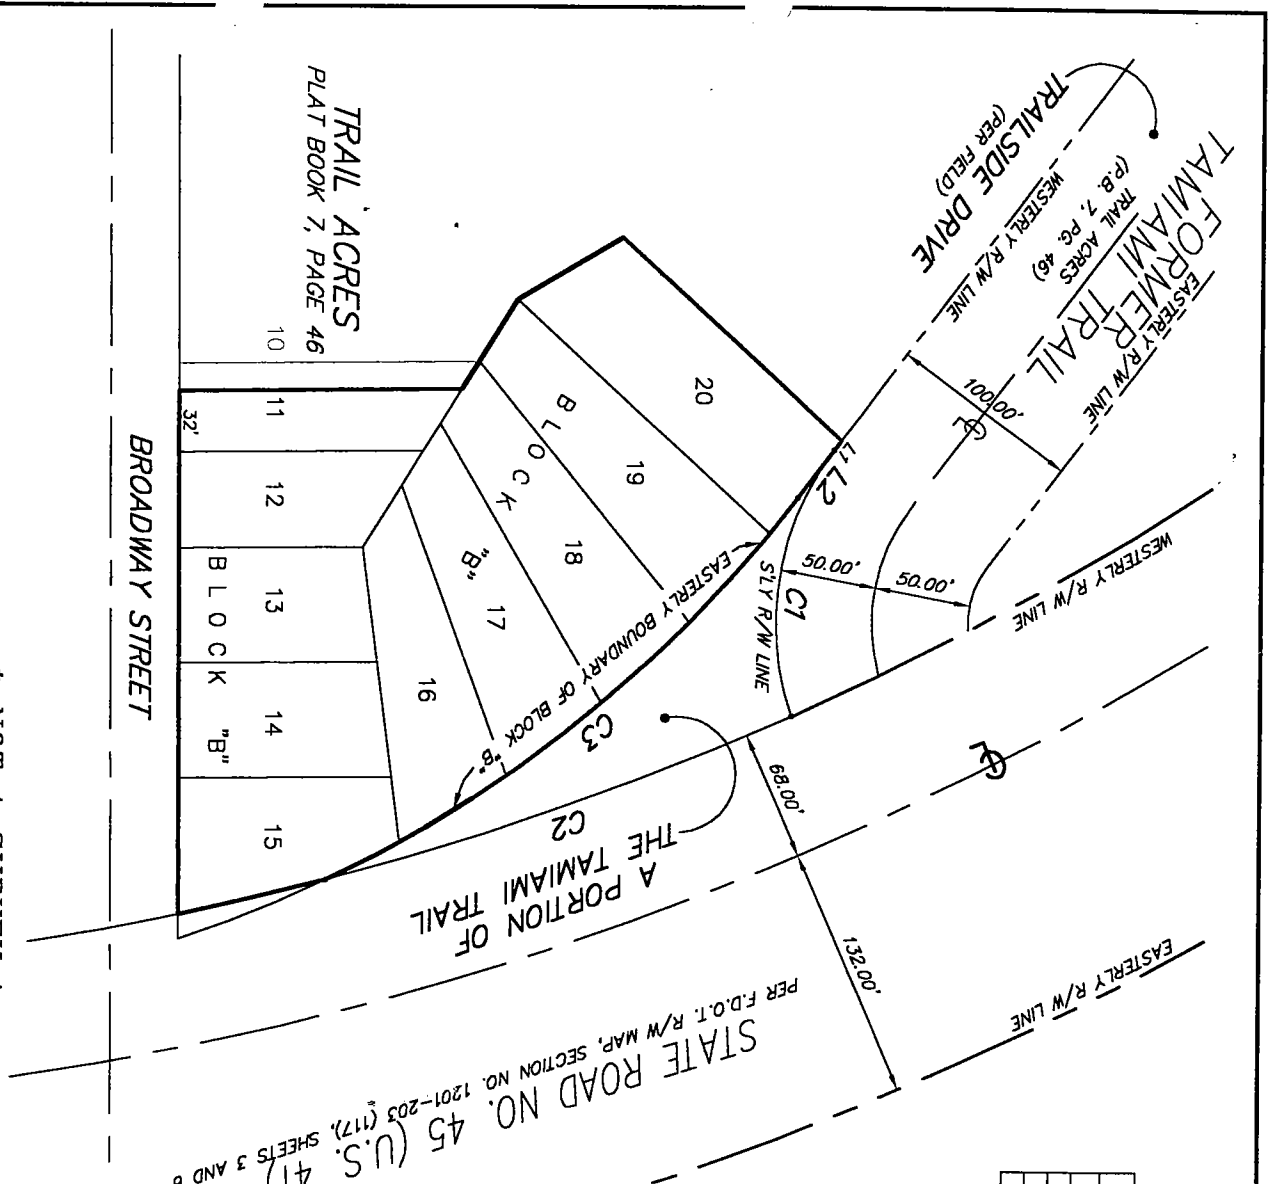 TRAIL ACRES
PLAT BOOK 7, PAGE 46
TRAILSIDE DRIVE
(PER FIELD)
WESTERLY R/W LINE
WESTERLY R/W LINE
FORMER
TAMIAMI TRAIL
TRAIL ACRES
(P.B. 7, PG. 46)
EASTERLY R/W LINE
EASTERLY R/W LINE
100.00'
℄
L1
L2
50.00'
50.00'
C1
S'LY R/W LINE
WESTERLY R/W LINE
℄
10
11
32'
12
13
14
15
BLOCK "B"
BROADWAY STREET
20
19
18
17
16
BLOCK "B"
EASTERLY BOUNDARY OF BLOCK "B"
C3
C2
A PORTION OF
THE TAMIAMI TRAIL
68.00'
132.00'
EASTERLY R/W LINE
STATE ROAD NO. 45 (U.S. 41)
PER F.D.O.T. R/W MAP, SECTION NO. 1201-203 (117), SHEETS 3 AND